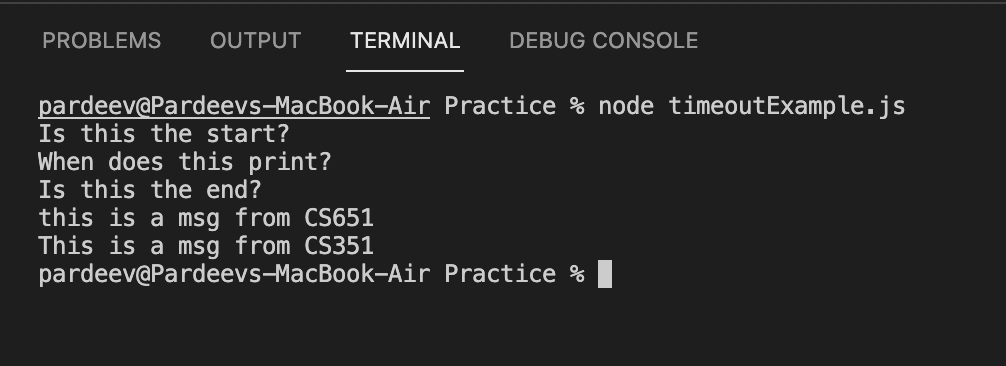 PROBLEMS OUTPUT TERMINAL DEBUG CONSOLE
pardeev@Pardeevs-MacBook-Air Practice % node timeoutExample.js
Is this the start?
When does this print?
Is this the end?
this is a msg from CS651
This is a msg from CS351
pardeev@Pardeevs-MacBook-Air Practice %